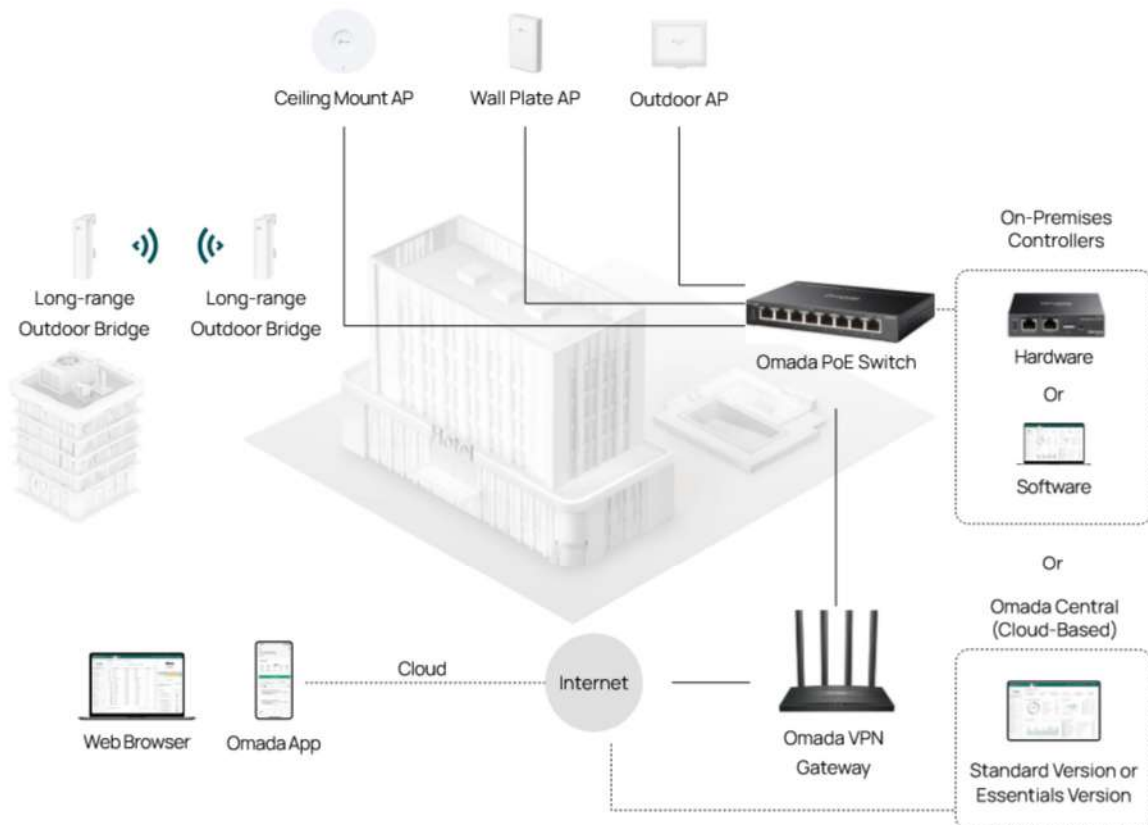 Ceiling Mount AP
Wall Plate AP
Outdoor AP
On-Premises
Controllers
Long-range
Outdoor Bridge
Long-range
Outdoor Bridge
Omada PoE Switch
Hardware
Or
Software
Hotel
Or
Omada Central
(Cloud-Based)
Cloud
Internet
Web Browser
Omada App
Omada VPN
Gateway
Standard Version or
Essentials Version